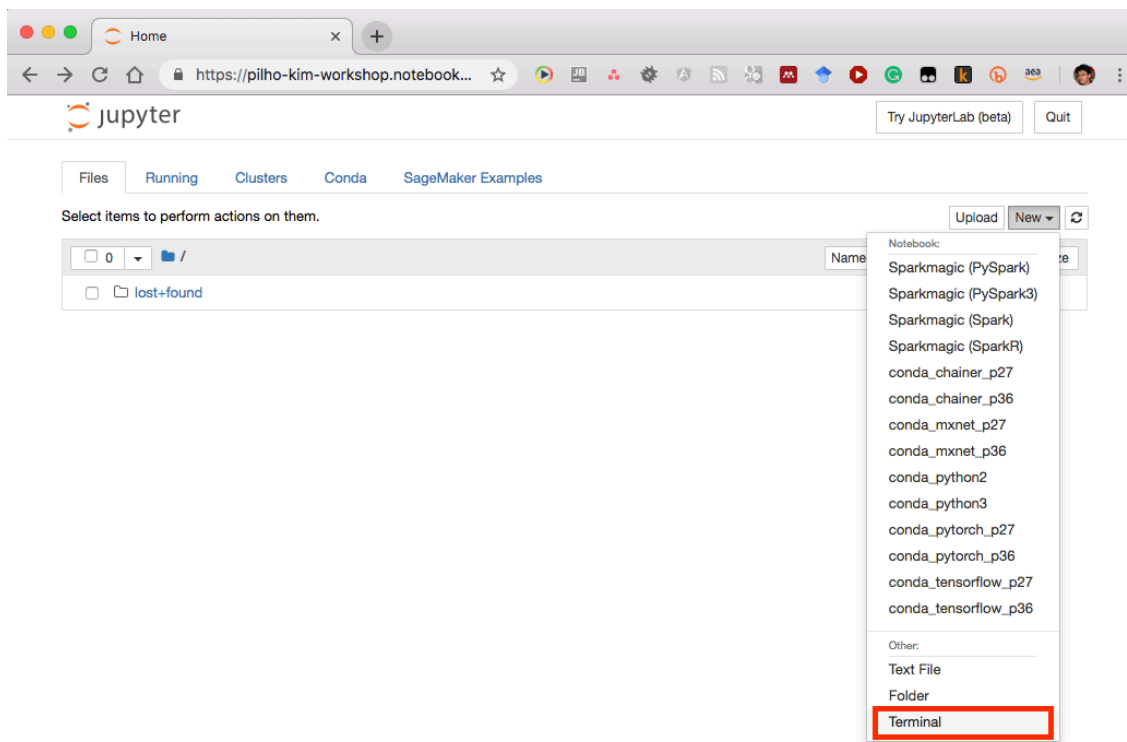 Home
https://pilho-kim-workshop.notebook...
jupyter
Try JupyterLab (beta) Quit
Files Running Clusters Conda SageMaker Examples
Select items to perform actions on them.
Upload New
0 /
Name
lost+found
Notebook:
Sparkmagic (PySpark)
Sparkmagic (PySpark3)
Sparkmagic (Spark)
Sparkmagic (SparkR)
conda_chainer_p27
conda_chainer_p36
conda_mxnet_p27
conda_mxnet_p36
conda_python2
conda_python3
conda_pytorch_p27
conda_pytorch_p36
conda_tensorflow_p27
conda_tensorflow_p36
Other:
Text File
Folder
Terminal